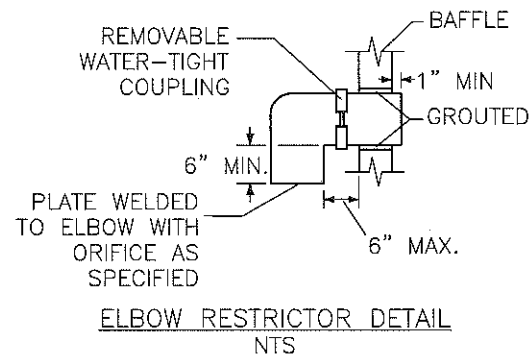 BAFFLE
REMOVABLE
WATER-TIGHT
COUPLING
1" MIN
GROUTED
6" MIN.
PLATE WELDED
TO ELBOW WITH
ORIFICE AS
SPECIFIED
6" MAX.
ELBOW RESTRICTOR DETAIL
NTS